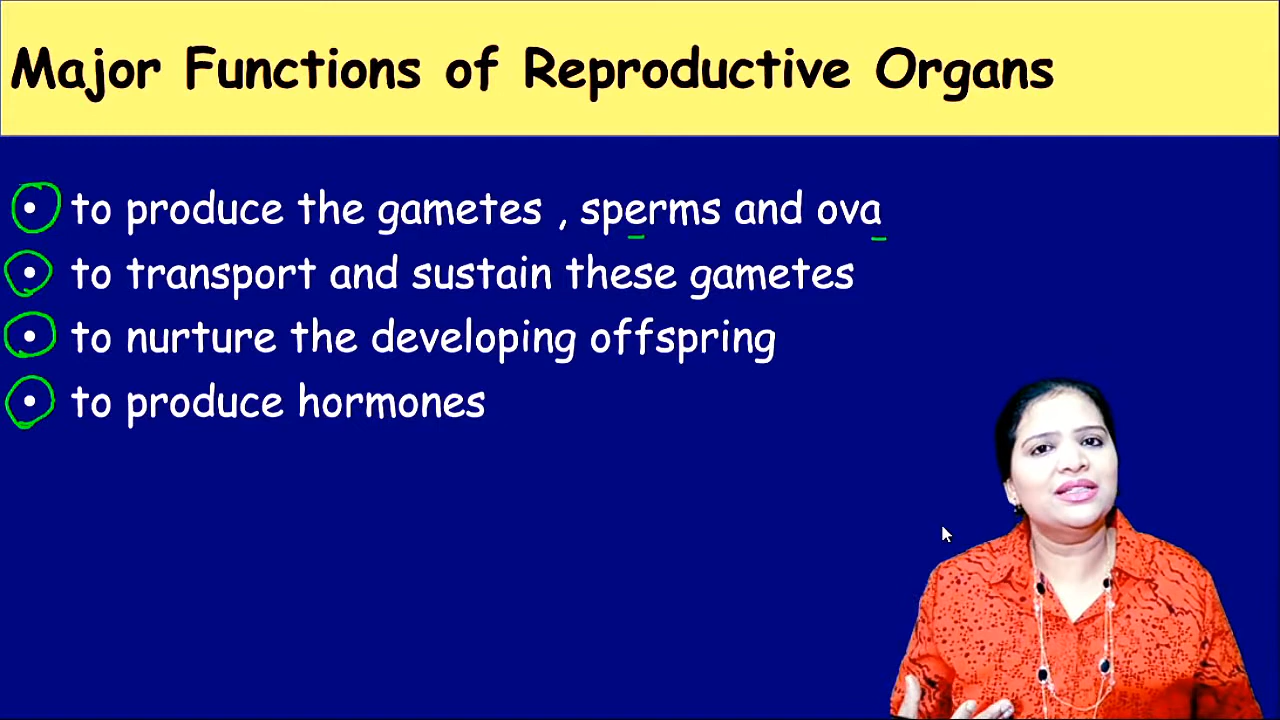 Major Functions of Reproductive Organs
• to produce the gametes , sperms and ova
• to transport and sustain these gametes
• to nurture the developing offspring
• to produce hormones